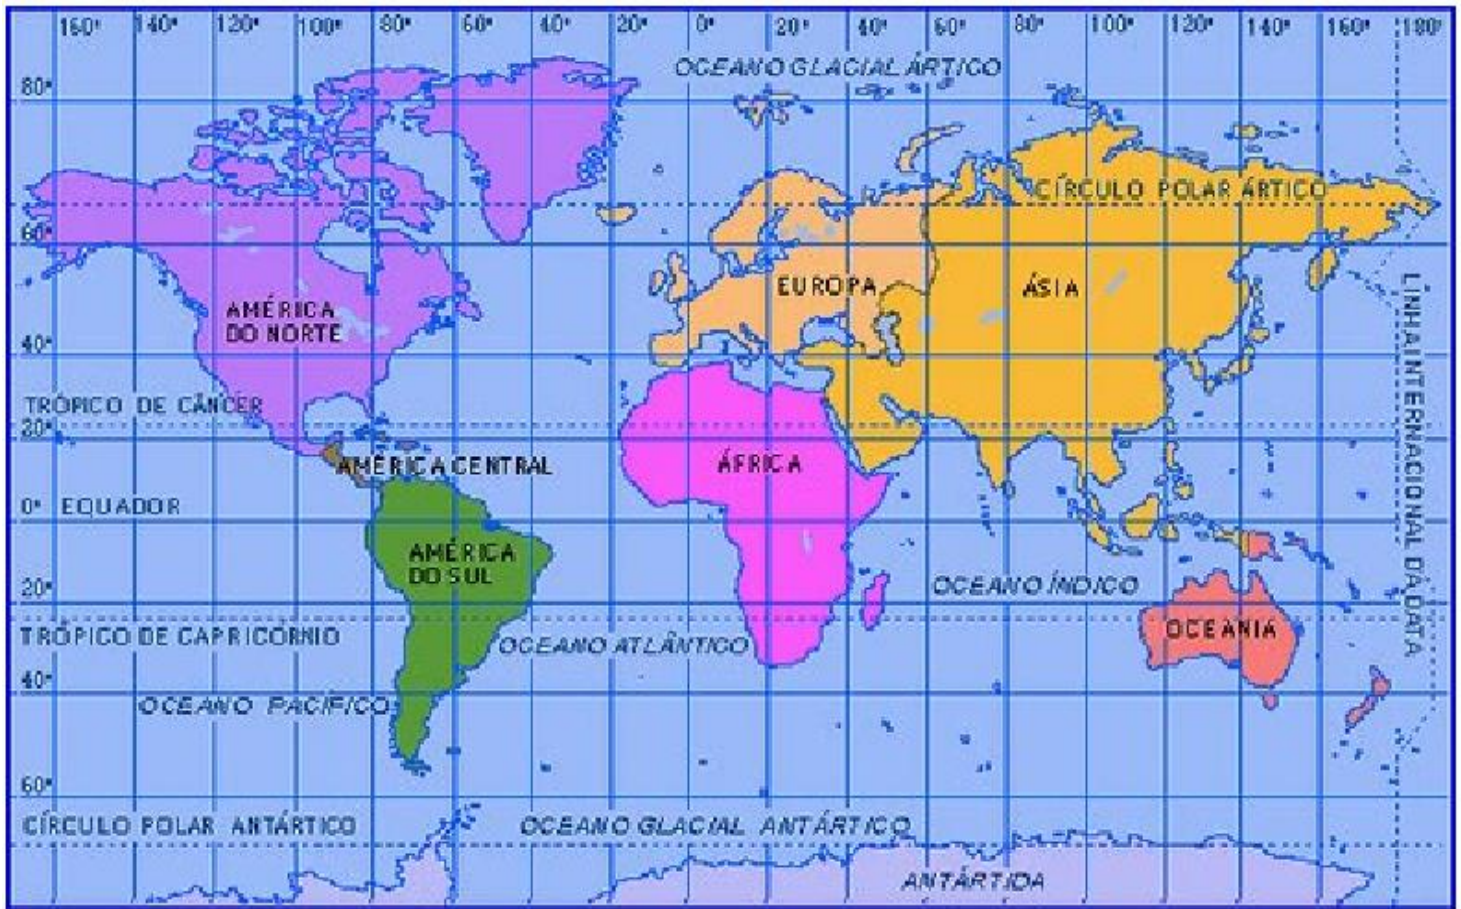 160° 140° 120° 100° 80° 60° 40° 20° 0° 20° 40° 60° 80° 100° 120° 140° 160° 180°
OCEANO GLACIAL ÁRTICO
80°
CÍRCULO POLAR ÁRTICO
60°
EUROPA
ÁSIA
AMÉRICA
DO NORTE
40°
TRÓPICO DE CÂNCER
20°
AMÉRICA CENTRAL
ÁFRICA
0° EQUADOR
AMÉRICA
DO SUL
OCEANO ÍNDICO
20°
TRÓPICO DE CAPRICÓRNIO
OCEANO ATLÂNTICO
OCEANIA
40°
OCEANO PACÍFICO
LINHA INTERNACIONAL DA DATA
60°
CÍRCULO POLAR ANTÁRTICO
OCEANO GLACIAL ANTÁRTICO
ANTÁRTIDA